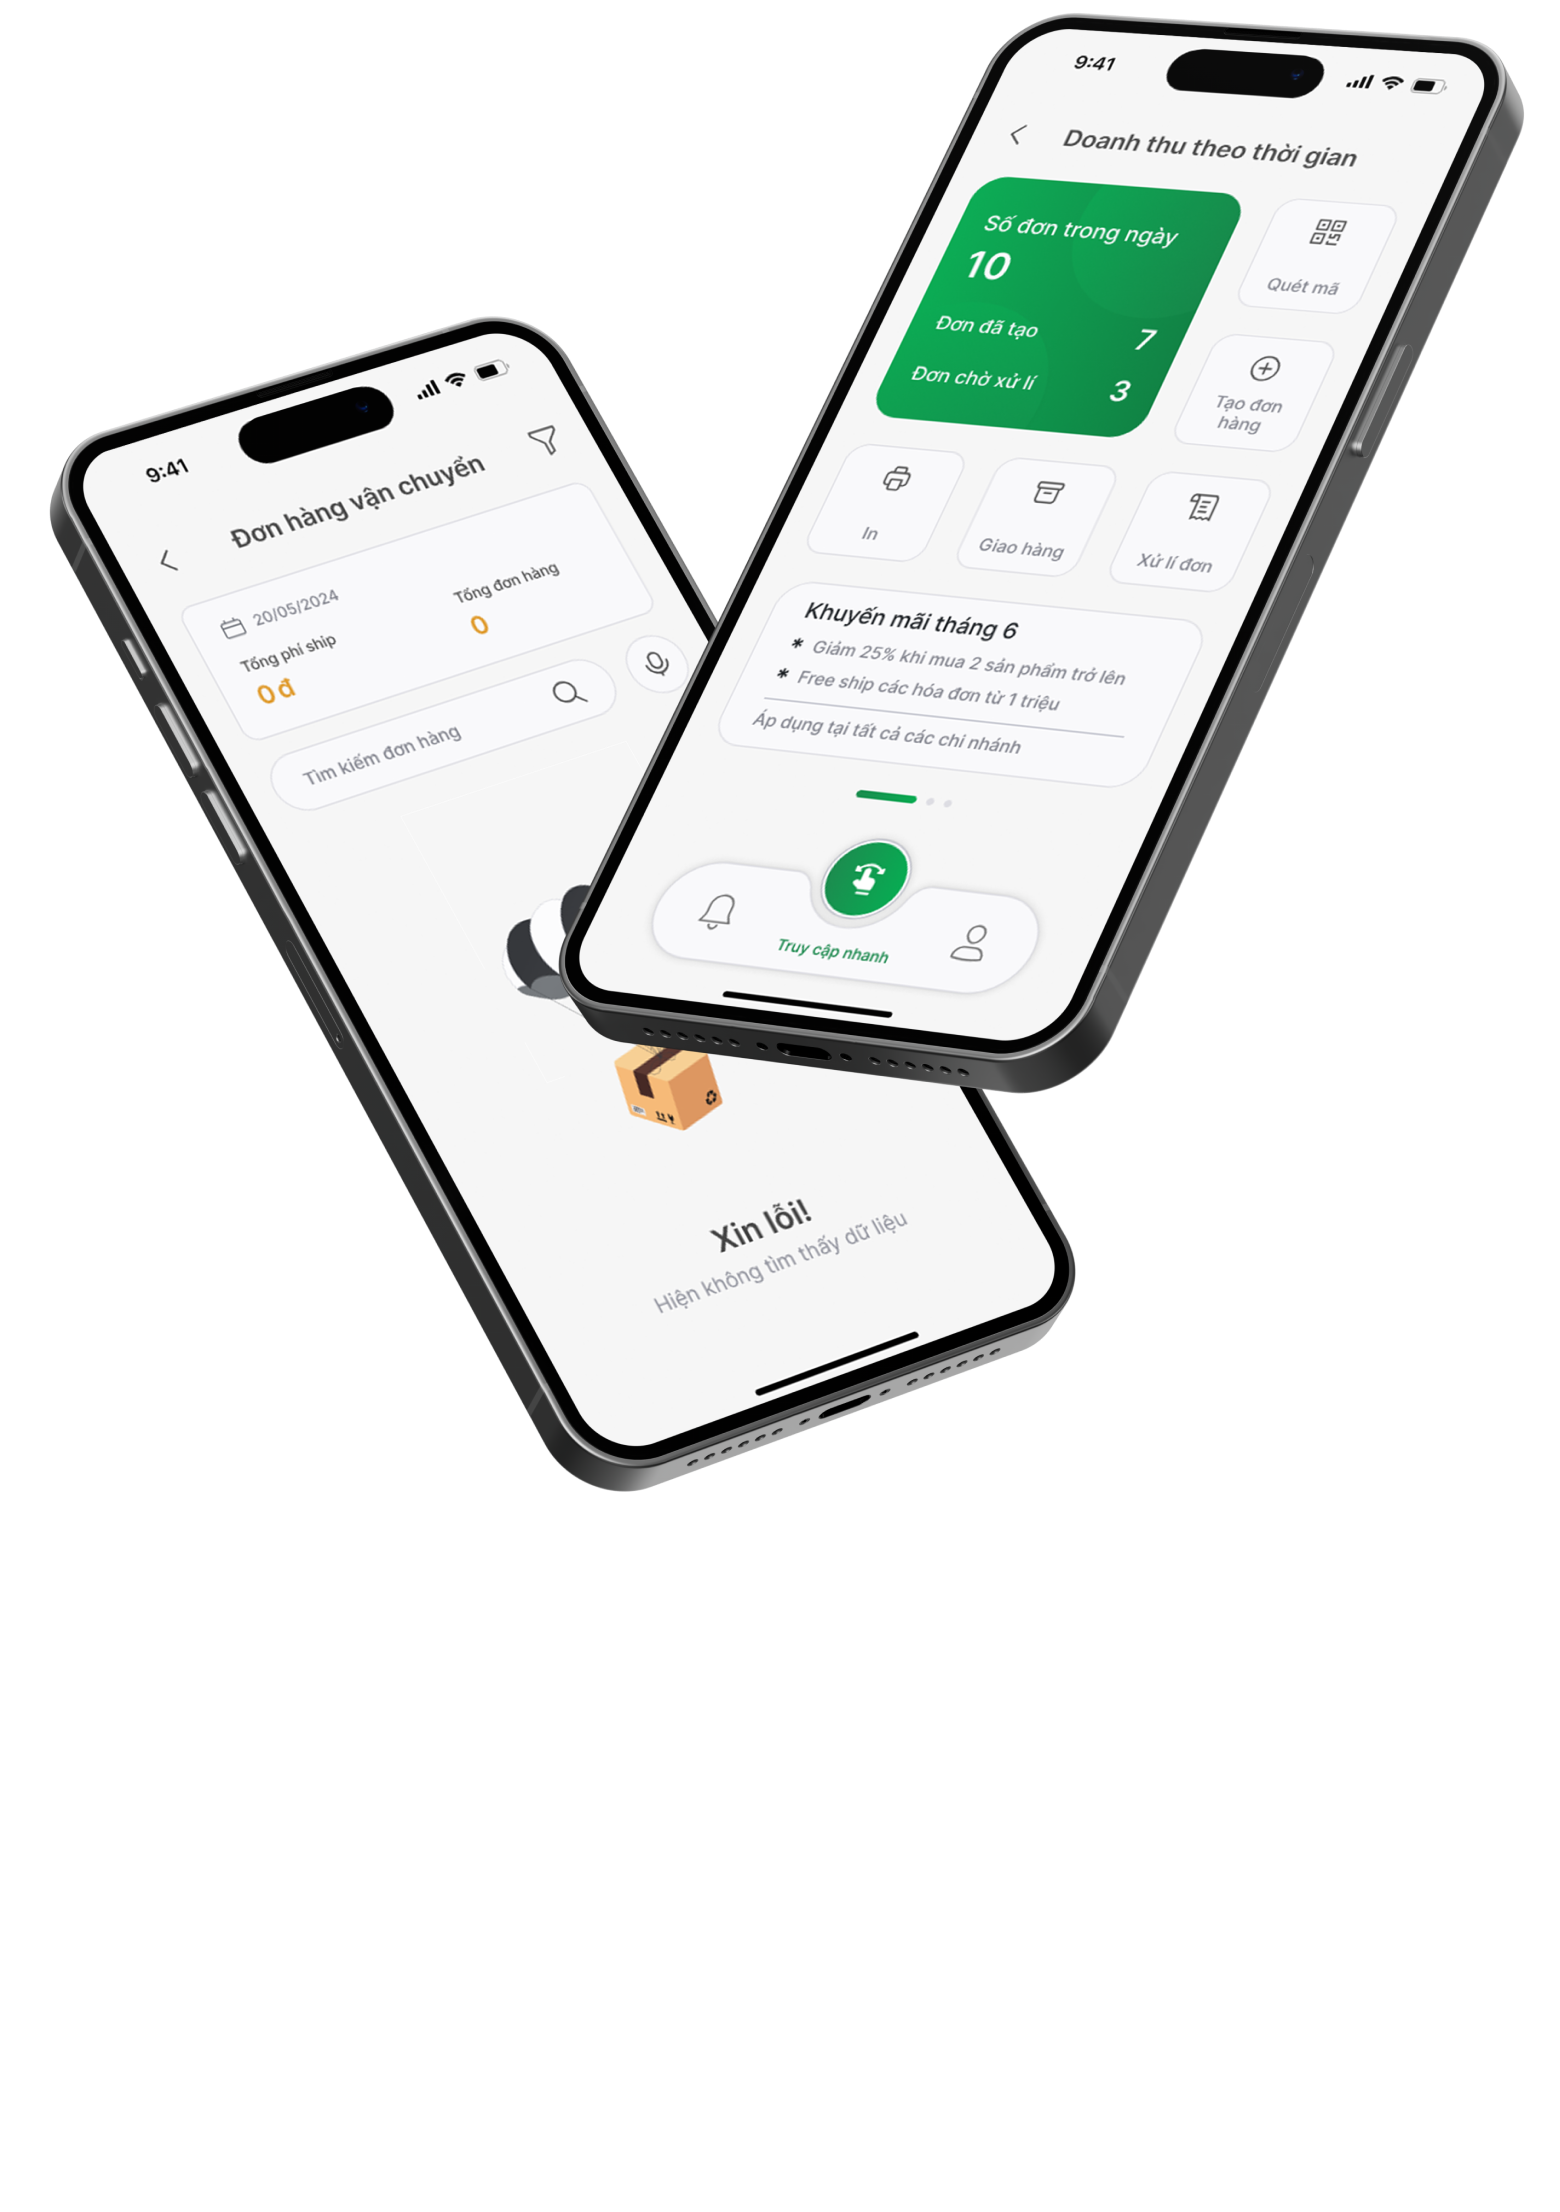 9:41
Doanh thu theo thời gian
Số đơn trong ngày
10
Đơn đã tạo 7
Đơn chờ xử lí 3
Quét mã
Tạo đơn
hàng
In
Giao hàng
Xử lí đơn
Khuyến mãi tháng 6
* Giảm 25% khi mua 2 sản phẩm trở lên
* Free ship các hóa đơn từ 1 triệu
Áp dụng tại tất cả các chi nhánh
Truy cập nhanh
9:41
Đơn hàng vận chuyển
20/05/2024
Tổng phí ship
0 đ
Tổng đơn hàng
0
Tìm kiếm đơn hàng
Xin lỗi!
Hiện không tìm thấy dữ liệu